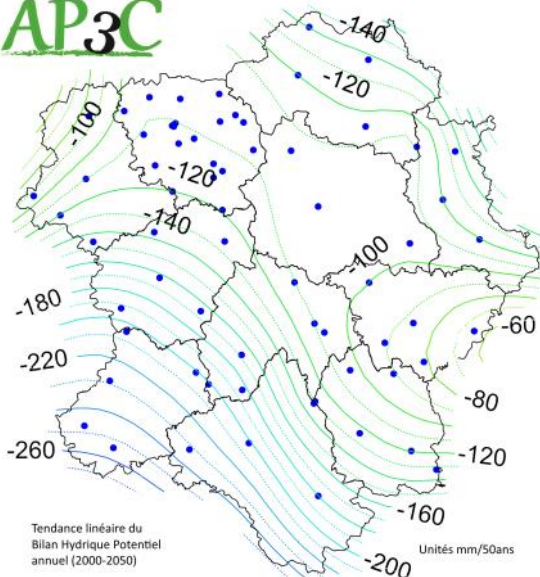 AP3C
-140
-120
-100
-120
-140
-100
-180
-60
-220
-80
-260
-120
-160
-200
Tendance linéaire du
Bilan Hydrique Potentiel
annuel (2000-2050)
Unités mm/50ans